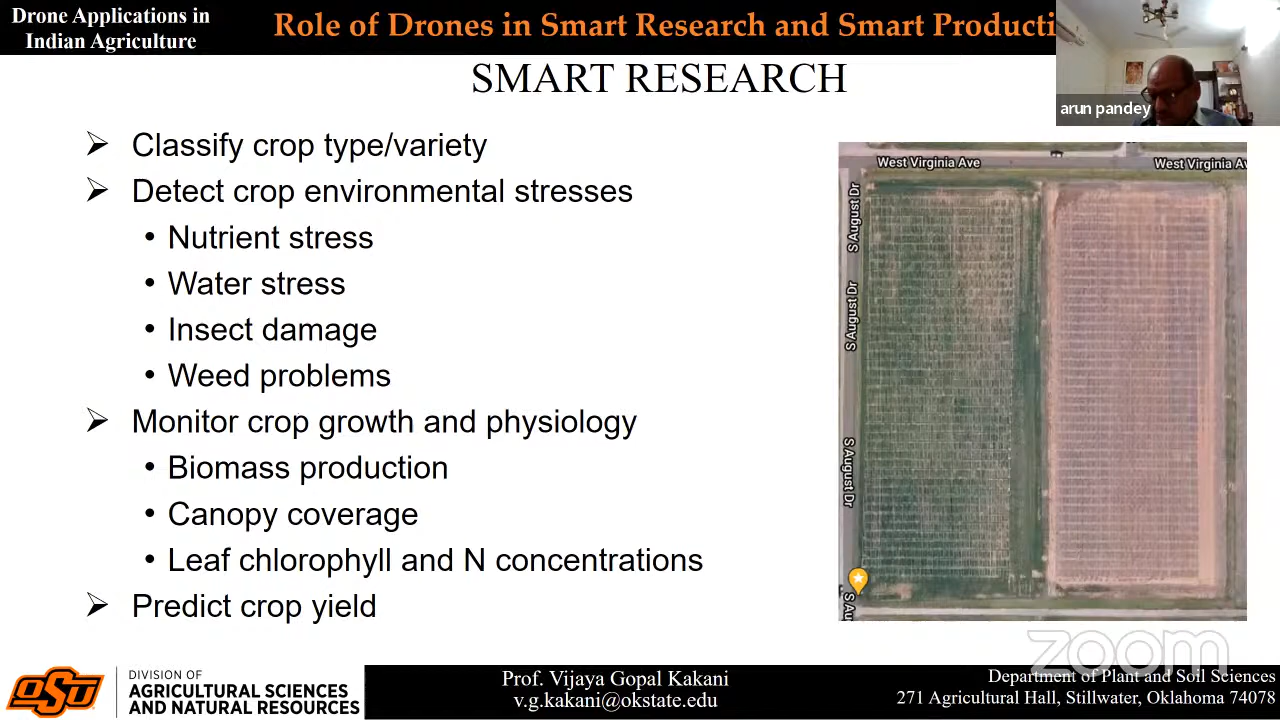 Drone Applications in
Indian Agriculture
Role of Drones in Smart Research and Smart Producti
arun pandey
SMART RESEARCH
➢ Classify crop type/variety
➢ Detect crop environmental stresses
• Nutrient stress
• Water stress
• Insect damage
• Weed problems
➢ Monitor crop growth and physiology
• Biomass production
• Canopy coverage
• Leaf chlorophyll and N concentrations
➢ Predict crop yield
West Virginia Ave
West Virginia Av
S August Dr
S August Dr
S August Dr
S Au
zoom
OSU
DIVISION OF
AGRICULTURAL SCIENCES
AND NATURAL RESOURCES
Prof. Vijaya Gopal Kakani
v.g.kakani@okstate.edu
Department of Plant and Soil Sciences
271 Agricultural Hall, Stillwater, Oklahoma 74078